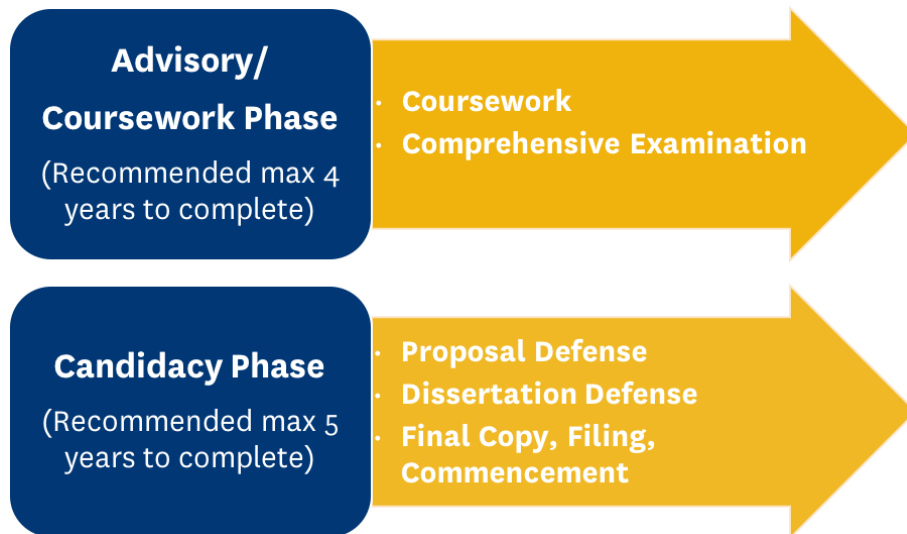 Advisory/
Coursework Phase
(Recommended max 4
years to complete)
· Coursework
· Comprehensive Examination
Candidacy Phase
(Recommended max 5
years to complete)
· Proposal Defense
· Dissertation Defense
· Final Copy, Filing,
Commencement